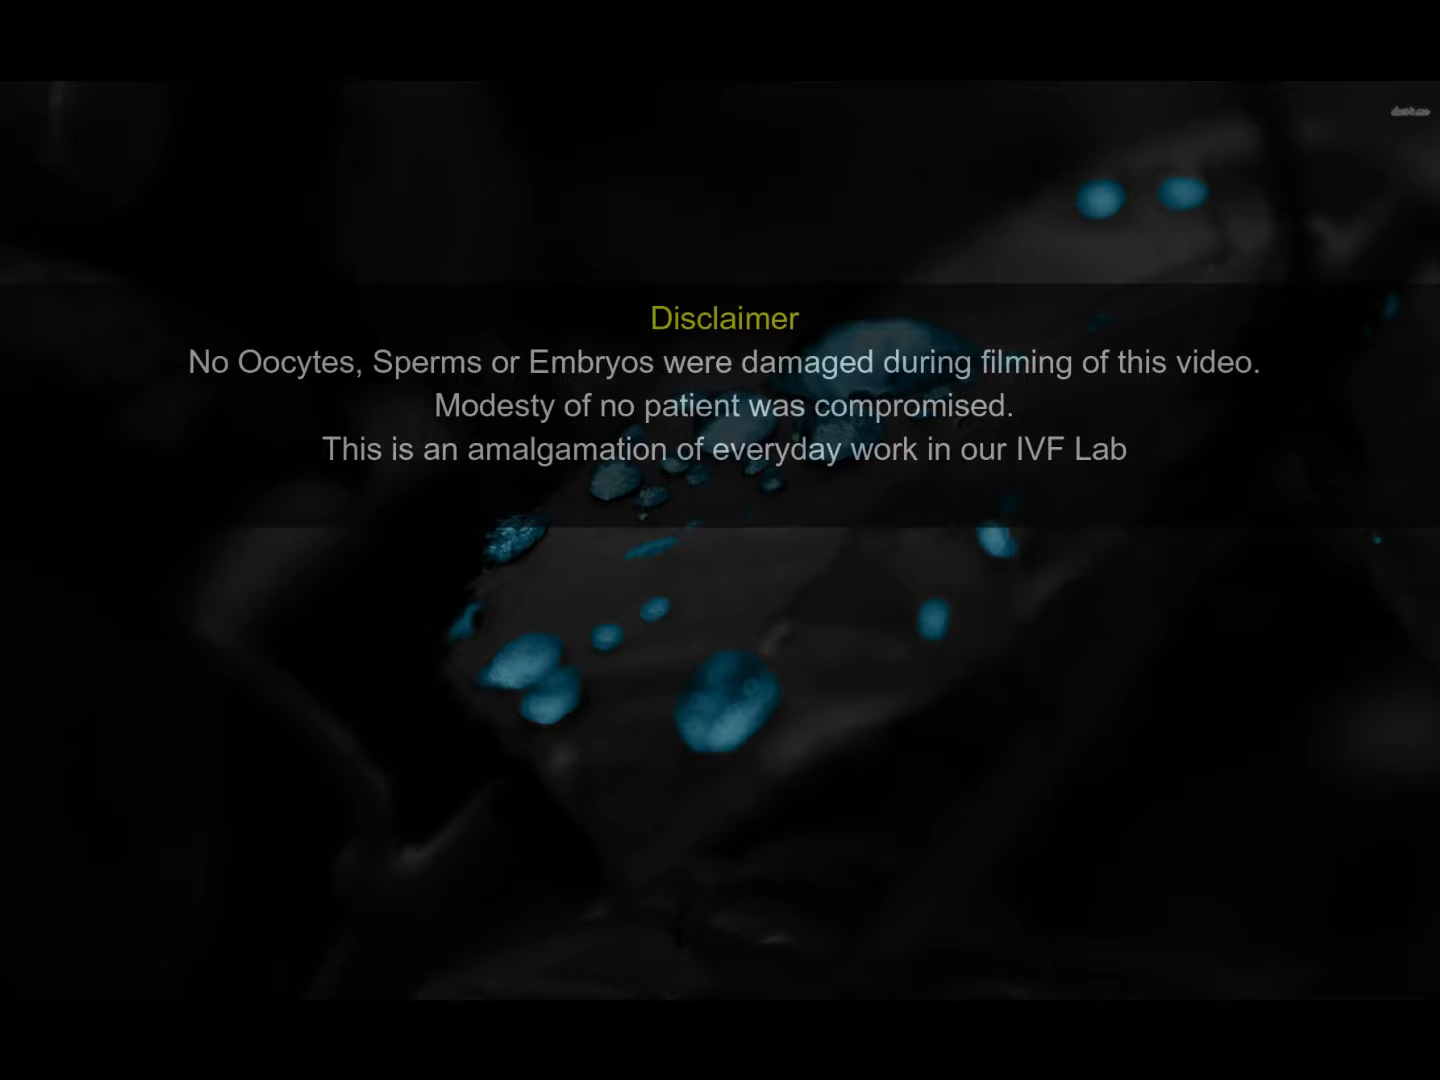 Disclaimer
No Oocytes, Sperms or Embryos were damaged during filming of this video.
Modesty of no patient was compromised.
This is an amalgamation of everyday work in our IVF Lab